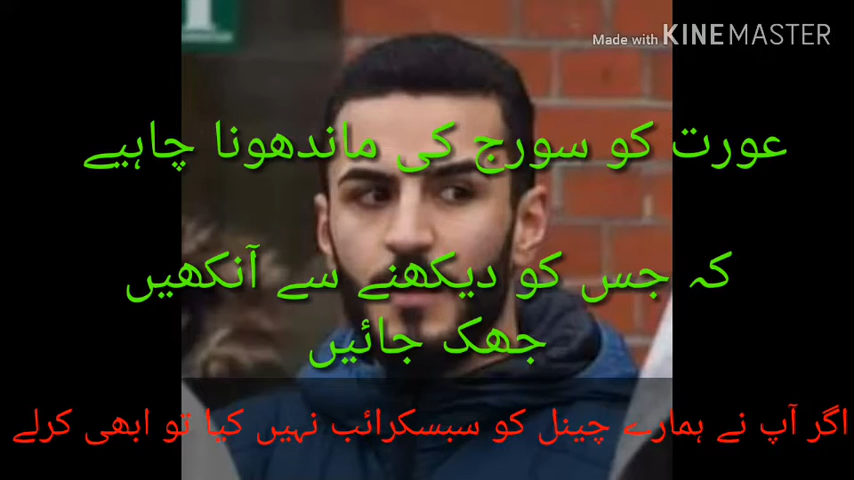 Made with KINEMASTER
عورت کو سورج کی ماندھونا چاہیے
کہ جس کو دیکھنے سے آنکھیں
جھک جائیں
اگر آپ نے ہمارے چینل کو سبسکرائب نہیں کیا تو ابھی کرلے